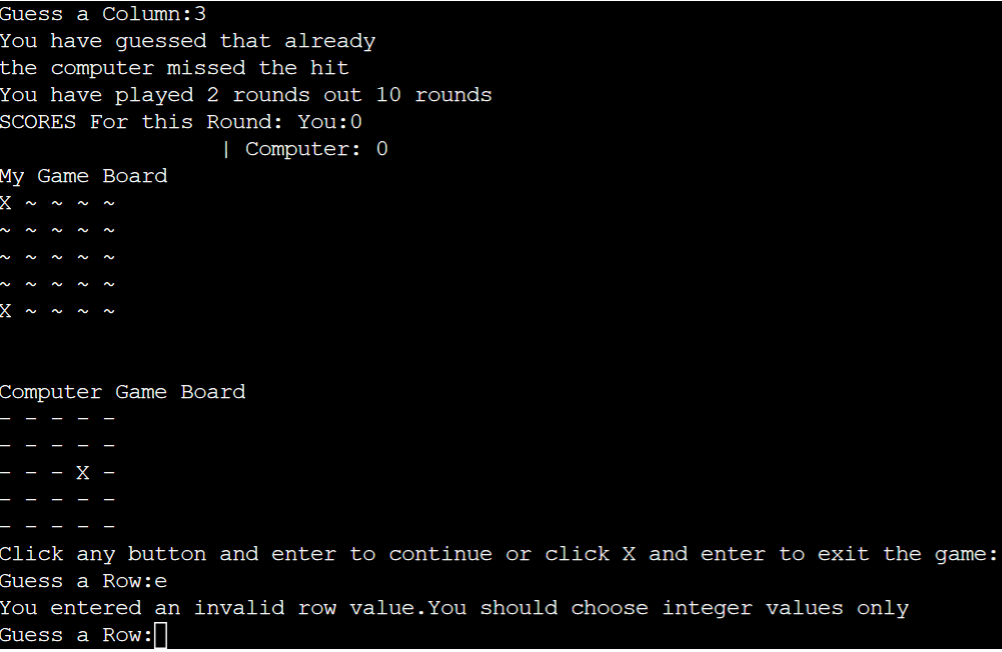 Guess a Column:3
You have guessed that already
the computer missed the hit
You have played 2 rounds out 10 rounds
SCORES For this Round: You:0
| Computer: 0
My Game Board
X ~ ~ ~ ~
~ ~ ~ ~ ~
~ ~ ~ ~ ~
~ ~ ~ ~ ~
X ~ ~ ~ ~
Computer Game Board
- - - - -
- - - - -
- - - X -
- - - - -
- - - - -
Click any button and enter to continue or click X and enter to exit the game:
Guess a Row:e
You entered an invalid row value.You should choose integer values only
Guess a Row: